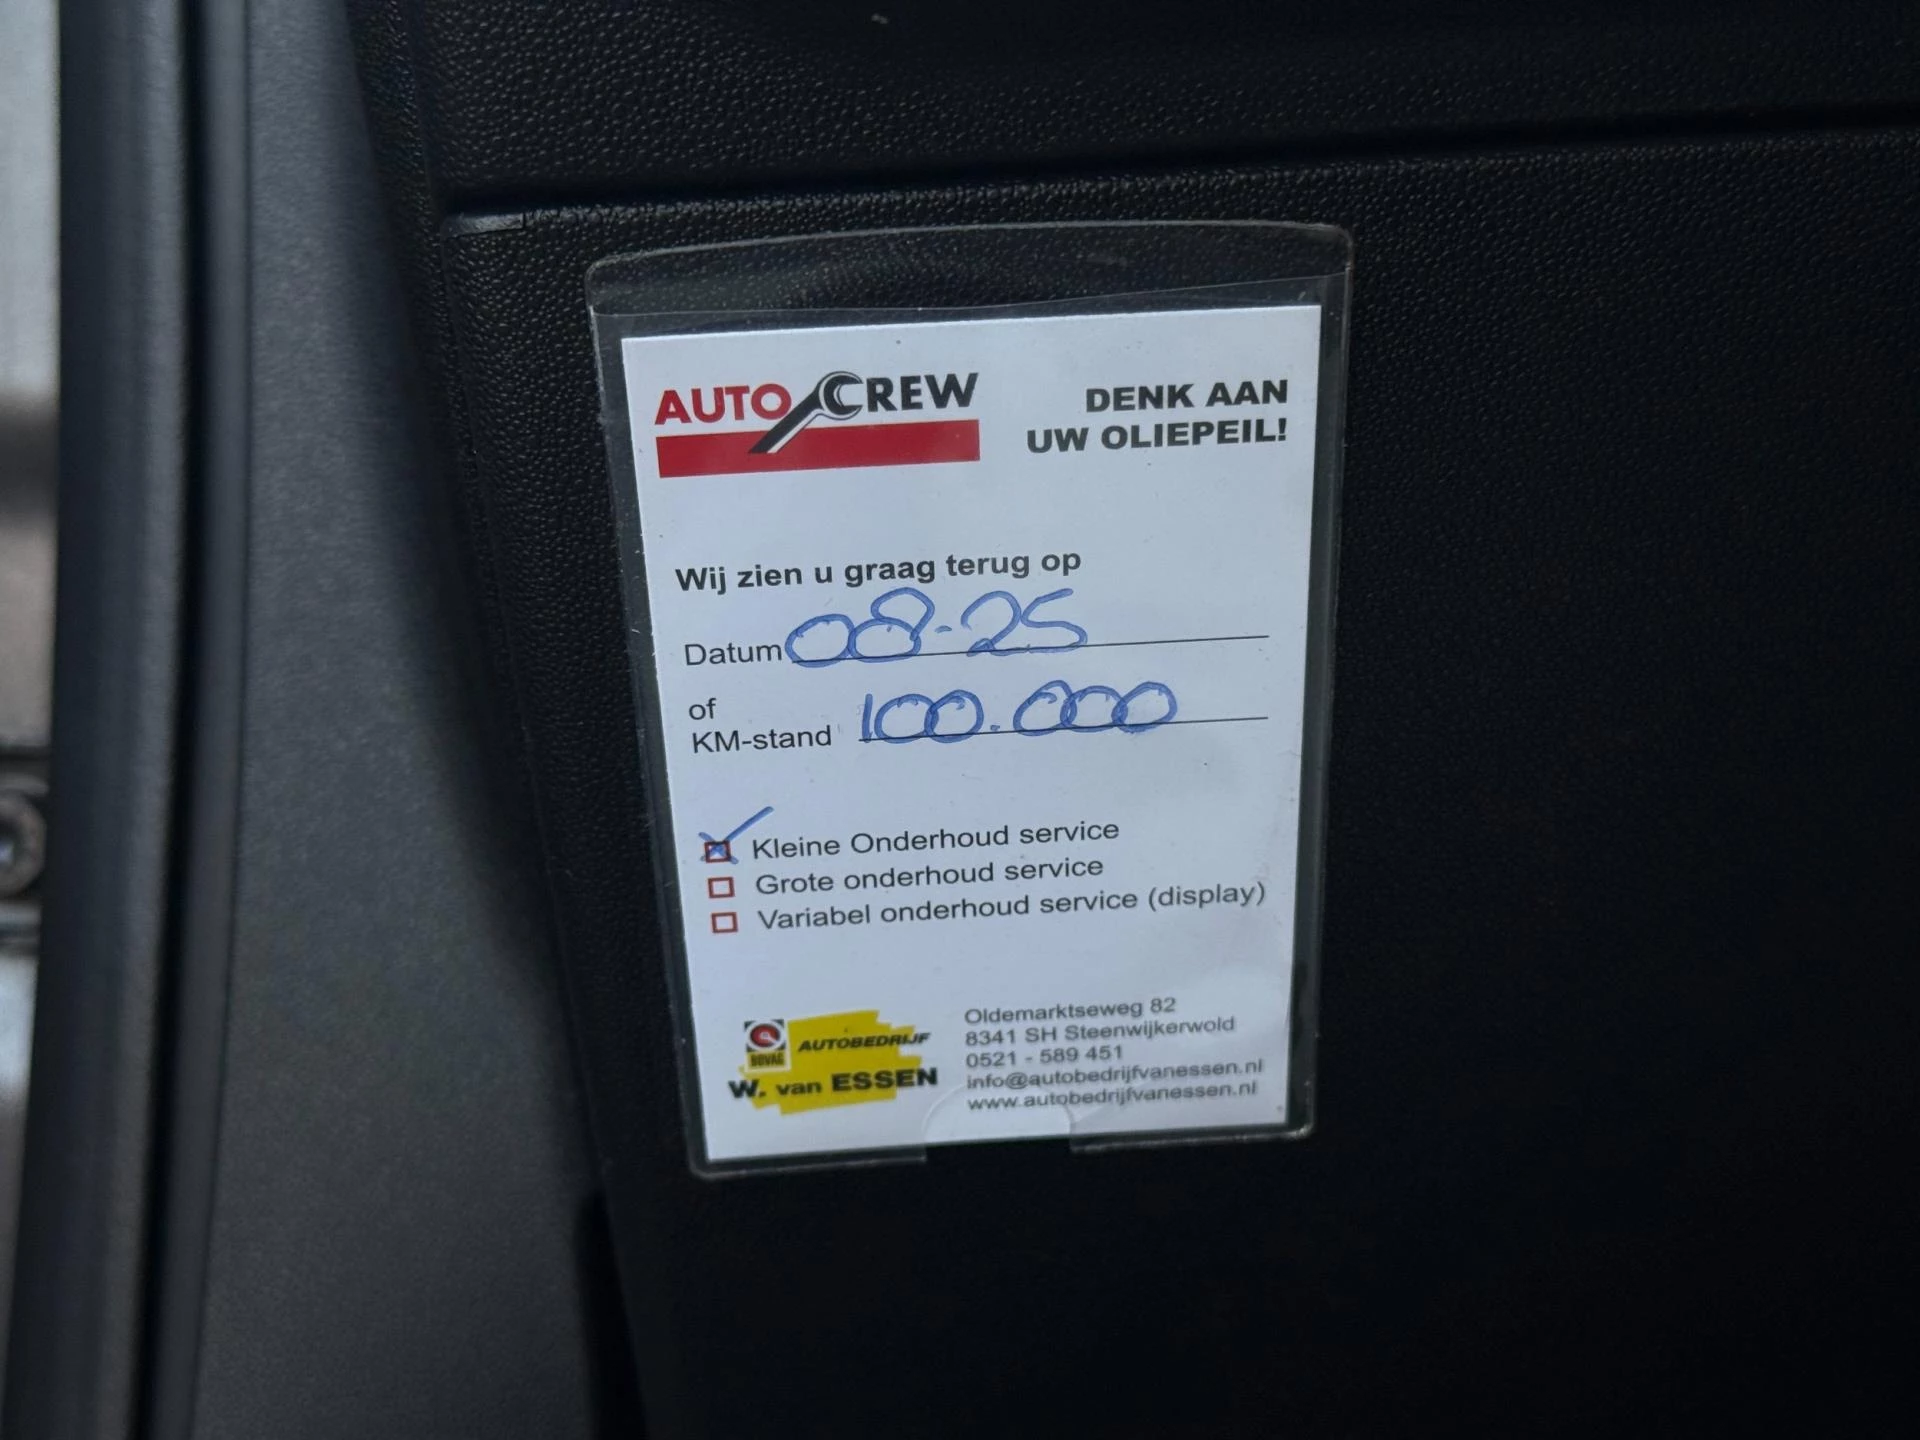 AUTO CREW
DENK AAN
UW OLIEPEIL!
Wij zien u graag terug op
Datum 08-25
of
KM-stand 100.000
Kleine Onderhoud service
Grote onderhoud service
Variabel onderhoud service (display)
BOVAG
AUTOBEDRIJF
W. van ESSEN
Oldemarktseweg 82
8341 SH Steenwijkerwold
0521 - 589 451
info@autobedrijfvanessen.nl
www.autobedrijfvanessen.nl